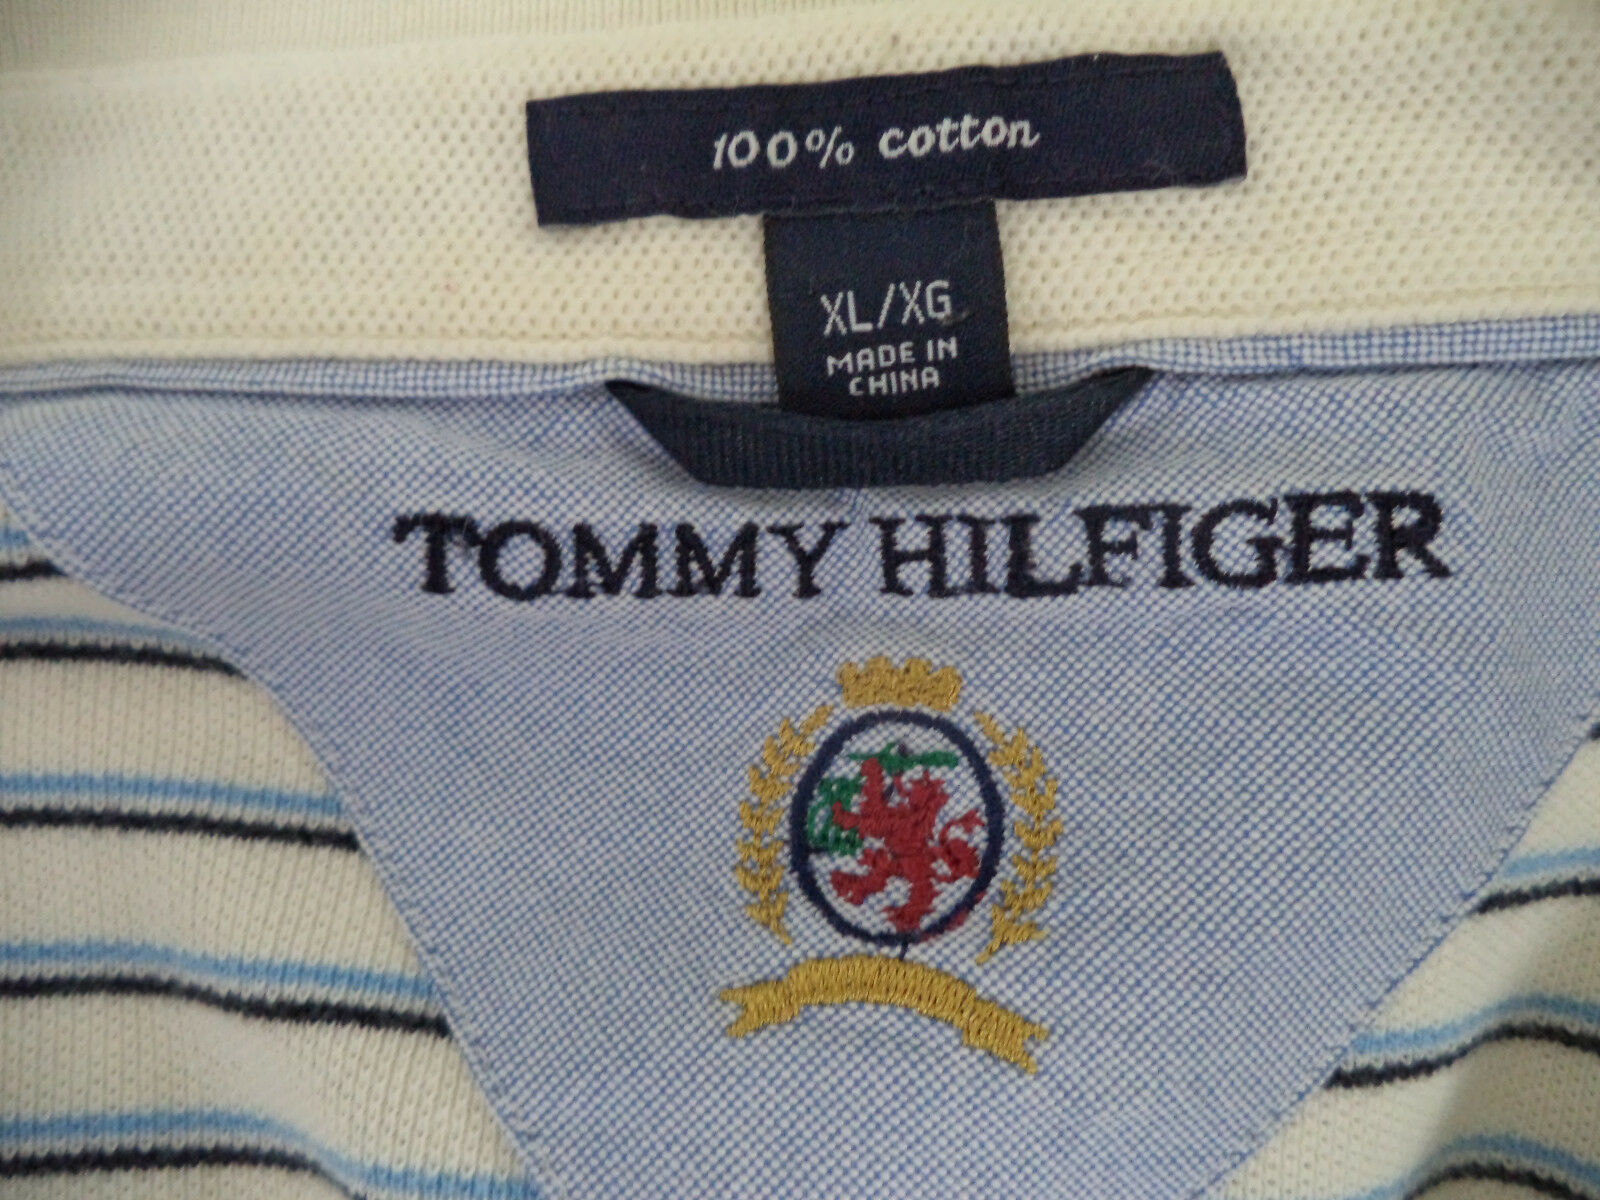 100% cotton
XL/XG
MADE IN
CHINA
TOMMY HILFIGER